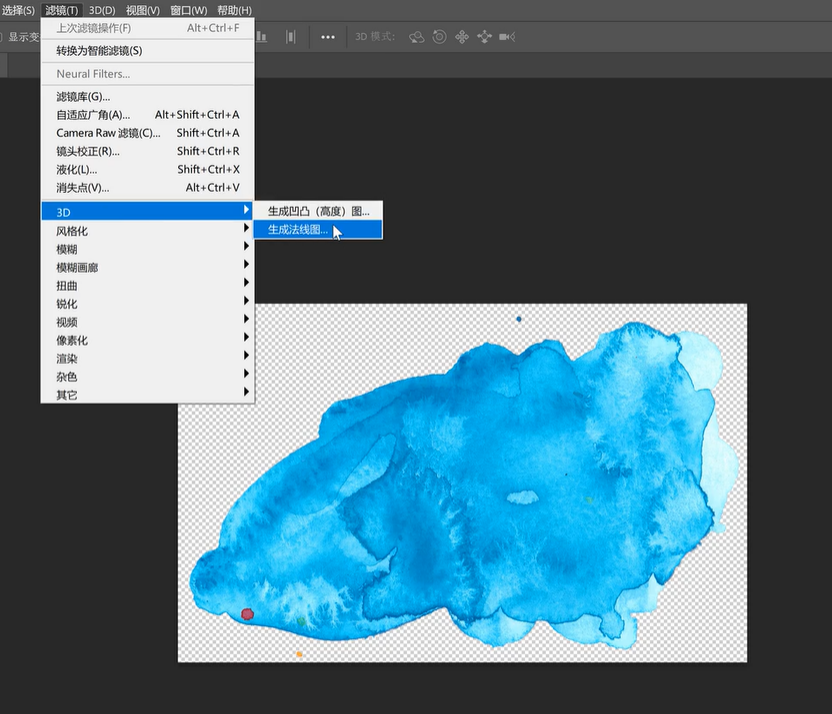 选择(S) 滤镜(T) 3D(D) 视图(V) 窗口(W) 帮助(H)
显示变
3D 模式:
上次滤镜操作(F) Alt+Ctrl+F
转换为智能滤镜(S)
Neural Filters...
滤镜库(G)...
自适应广角(A)... Alt+Shift+Ctrl+A
Camera Raw 滤镜(C)... Shift+Ctrl+A
镜头校正(R)... Shift+Ctrl+R
液化(L)... Shift+Ctrl+X
消失点(V)... Alt+Ctrl+V
3D
生成凹凸（高度）图...
生成法线图...
风格化
模糊
模糊画廊
扭曲
锐化
视频
像素化
渲染
杂色
其它